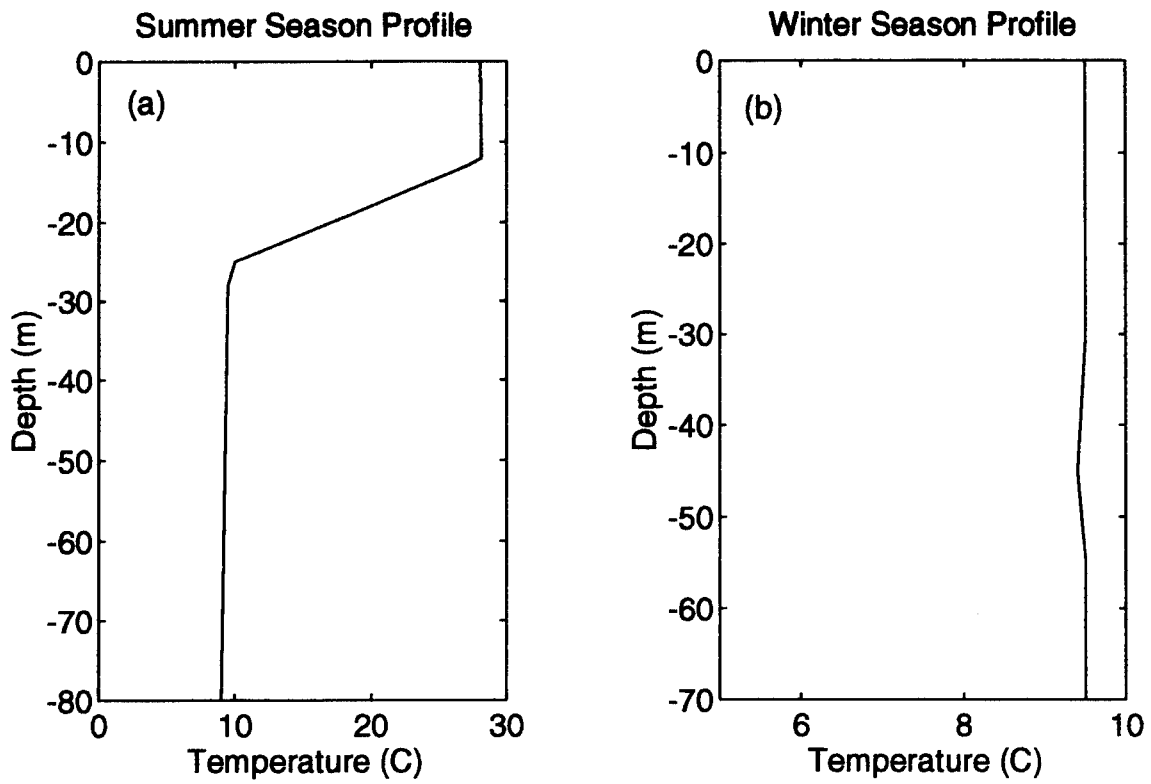 Summer Season Profile
(a)
0
-10
-20
-30
-40
-50
-60
-70
-80
Depth (m)
0 10 20 30
Temperature (C)
Winter Season Profile
(b)
0
-10
-20
-30
-40
-50
-60
-70
Depth (m)
6 8 10
Temperature (C)